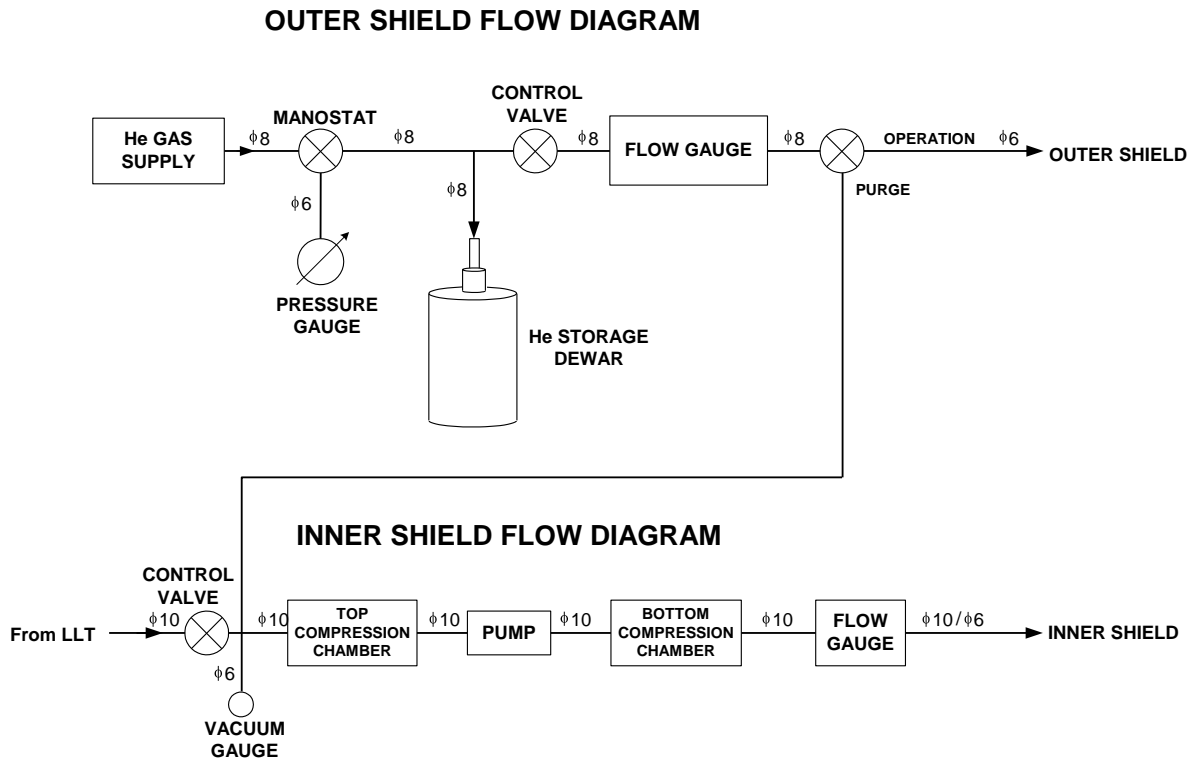 OUTER SHIELD FLOW DIAGRAM
He GAS
SUPPLY
ϕ8
MANOSTAT
ϕ8
CONTROL
VALVE
ϕ8
FLOW GAUGE
ϕ8
OPERATION
ϕ6
OUTER SHIELD
PURGE
ϕ6
ϕ8
PRESSURE
GAUGE
He STORAGE
DEWAR
INNER SHIELD FLOW DIAGRAM
From LLT
ϕ10
CONTROL
VALVE
ϕ10
TOP
COMPRESSION
CHAMBER
ϕ10
PUMP
ϕ10
BOTTOM
COMPRESSION
CHAMBER
ϕ10
FLOW
GAUGE
ϕ10/ϕ6
INNER SHIELD
ϕ6
VACUUM
GAUGE